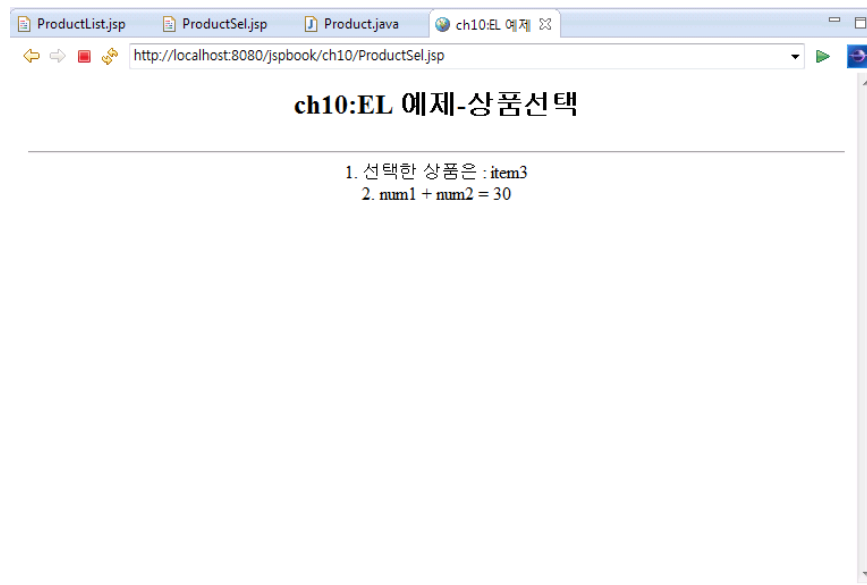 ProductList.jsp ProductSel.jsp Product.java ch10:EL 예제
http://localhost:8080/jspbook/ch10/ProductSel.jsp
ch10:EL 예제-상품선택
1. 선택한 상품은 : item3
2. num1 + num2 = 30